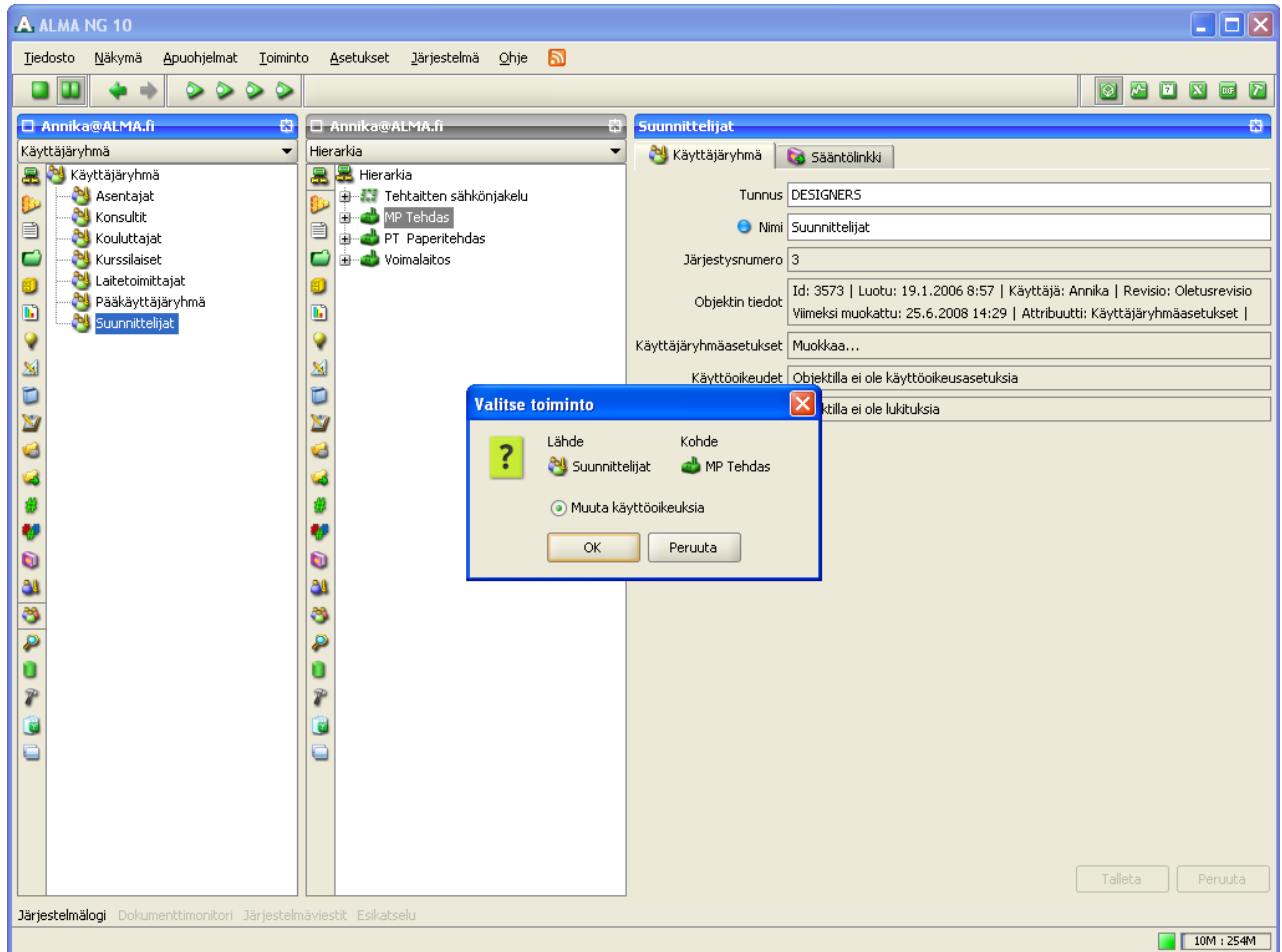 ALMA NG 10
Tiedosto Näkymä Apuohjelmat Toiminto Asetukset Järjestelmä Ohje
Annika@ALMA.fi
Käyttäjäryhmä
Käyttäjäryhmä
Asentajat
Konsultit
Kouluttajat
Kurssilaiset
Laitetoimittajat
Pääkäyttäjäryhmä
Suunnittelijat
Annika@ALMA.fi
Hierarkia
Hierarkia
Tehtaitten sähkönjakelu
MP Tehdas
PT Paperitehdas
Voimalaitos
Suunnittelijat
Käyttäjäryhmä Sääntölinkki
Tunnus DESIGNERS
Nimi Suunnittelijat
Järjestysnumero 3
Objektin tiedot Id: 3573 | Luotu: 19.1.2006 8:57 | Käyttäjä: Annika | Revisio: Oletusrevisio
Viimeksi muokattu: 25.6.2008 14:29 | Attribuutti: Käyttäjäryhmäasetukset |
Käyttäjäryhmäasetukset Muokkaa...
Käyttöoikeudet Objektilla ei ole käyttöoikeusasetuksia
ktilla ei ole lukituksia
Valitse toiminto
?
Lähde Kohde
Suunnittelijat MP Tehdas
Muuta käyttöoikeuksia
OK Peruuta
Talleta Peruuta
Järjestelmälogi Dokumenttimonitori Järjestelmäviestit Esikatselu
10M : 254M